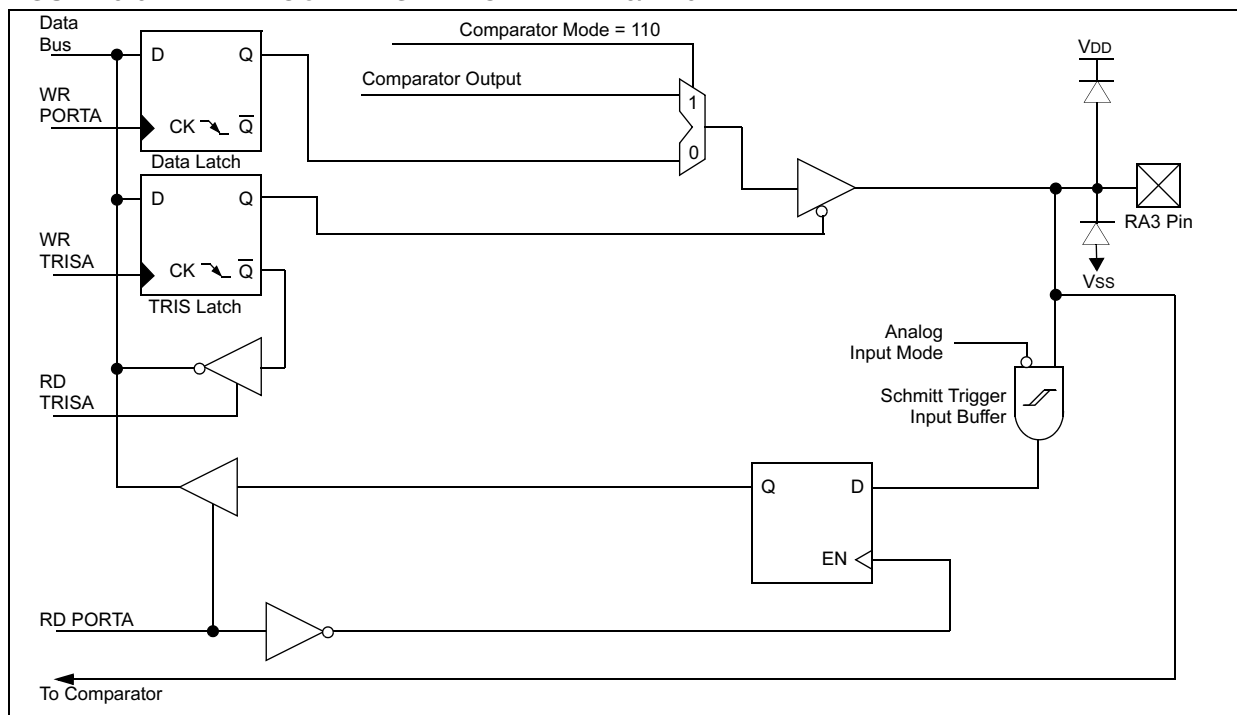 Data
Bus
D
Q
WR
PORTA
CK
Q
Data Latch
Comparator Mode = 110
Comparator Output
1
0
VDD
RA3 Pin
VSS
D
Q
WR
TRISA
CK
Q
TRIS Latch
RD
TRISA
Analog
Input Mode
Schmitt Trigger
Input Buffer
Q
D
EN
RD PORTA
To Comparator